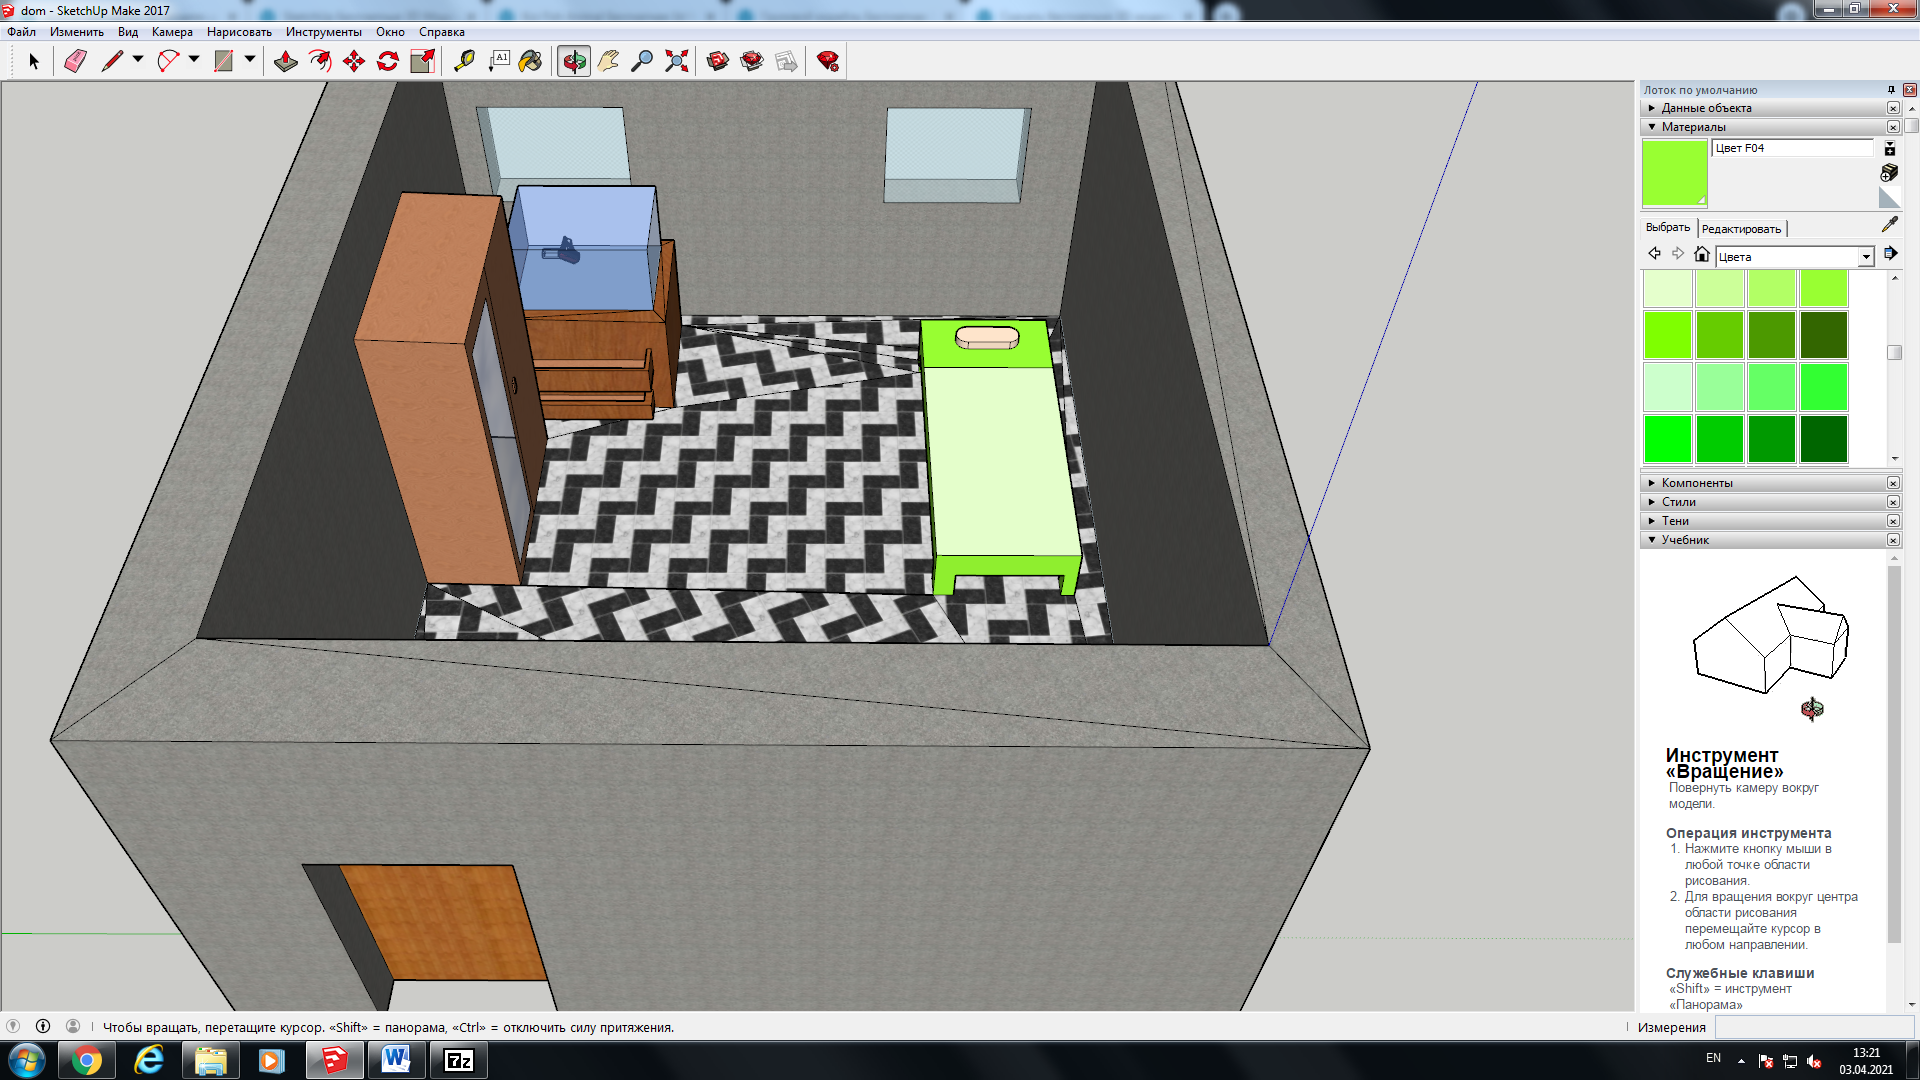 dom - SketchUp Make 2017
Файл Изменить Вид Камера Нарисовать Инструменты Окно Справка
A1
Лоток по умолчанию
Данные объекта
Материалы
Цвет F04
Выбрать Редактировать
Цвета
Компоненты
Стили
Тени
Учебник
Инструмент
«Вращение»
Повернуть камеру вокруг
модели.
Операция инструмента
1. Нажмите кнопку мыши в
любой точке области
рисования.
2. Для вращения вокруг центра
области рисования
перемещайте курсор в
любом направлении.
Служебные клавиши
«Shift» = инструмент
«Панорама»
Чтобы вращать, перетащите курсор. «Shift» = панорама, «Ctrl» = отключить силу притяжения.
Измерения
W
7z
EN
13:21
03.04.2021